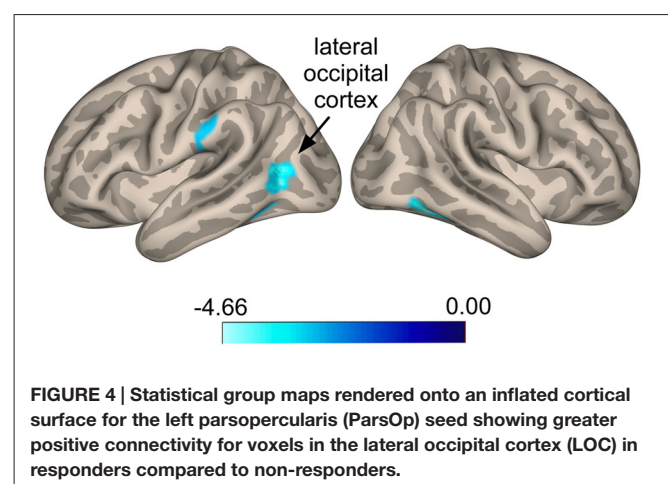 lateral
occipital
cortex
-4.66
0.00
FIGURE 4 | Statistical group maps rendered onto an inflated cortical
surface for the left parsopercularis (ParsOp) seed showing greater
positive connectivity for voxels in the lateral occipital cortex (LOC) in
responders compared to non-responders.